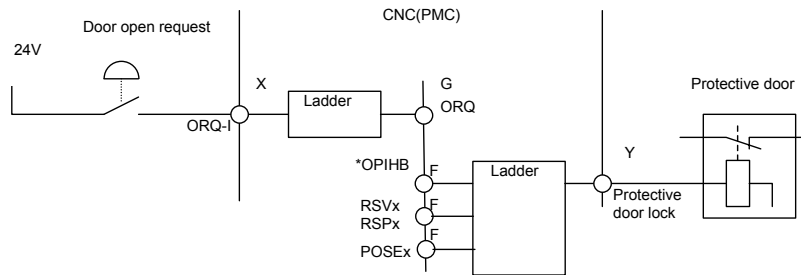 CNC(PMC)
Door open request
24V
X
Ladder
ORQ-I
G
ORQ
*OPIHB
F
RSVx
F
RSPx
F
POSEx
Ladder
Y
Protective
door lock
Protective door